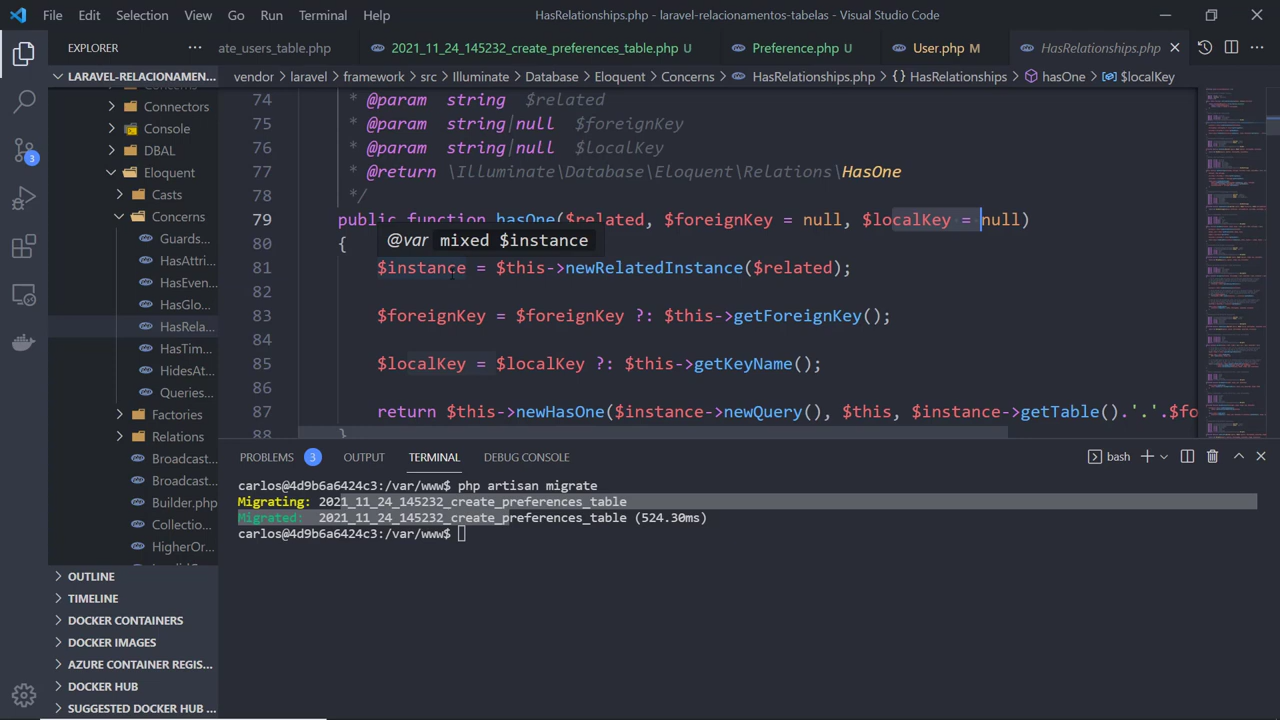 File Edit Selection View Go Run Terminal Help HasRelationships.php - laravel-relacionamentos-tabelas - Visual Studio Code
EXPLORER ... ate_users_table.php 2021_11_24_145232_create_preferences_table.php U Preference.php U User.php M HasRelationships.php
LARAVEL-RELACIONAMEN... vendor laravel framework src Illuminate Database Eloquent Concerns HasRelationships.php {} HasRelationships hasOne $localKey
Connectors
Console
DBAL
Eloquent
Casts
Concerns
Guards...
HasAttri...
HasEven...
HasGlo...
HasRela...
HasTim...
HidesAt...
Queries...
Factories
Relations
Broadcast...
Broadcast...
Builder.php
Collectio...
HigherOr...
OUTLINE
TIMELINE
DOCKER CONTAINERS
DOCKER IMAGES
AZURE CONTAINER REGIS...
DOCKER HUB
SUGGESTED DOCKER HUB ...
3
74 * @param string $related
75 * @param string|null $foreignKey
76 * @param string|null $localKey
77 * @return \Illuminate\Database\Eloquent\Relations\HasOne
78 */
79 public function hasOne($related, $foreignKey = null, $localKey = null)
80 {
@var mixed $instance
81 $instance = $this->newRelatedInstance($related);
82
83 $foreignKey = $foreignKey ?: $this->getForeignKey();
84
85 $localKey = $localKey ?: $this->getKeyName();
86
87 return $this->newHasOne($instance->newQuery(), $this, $instance->getTable().'.'.$fo
88 }
PROBLEMS 3 OUTPUT TERMINAL DEBUG CONSOLE bash
carlos@4d9b6a6424c3:/var/www$ php artisan migrate
Migrating: 2021_11_24_145232_create_preferences_table
Migrated: 2021_11_24_145232_create_preferences_table (524.30ms)
carlos@4d9b6a6424c3:/var/www$